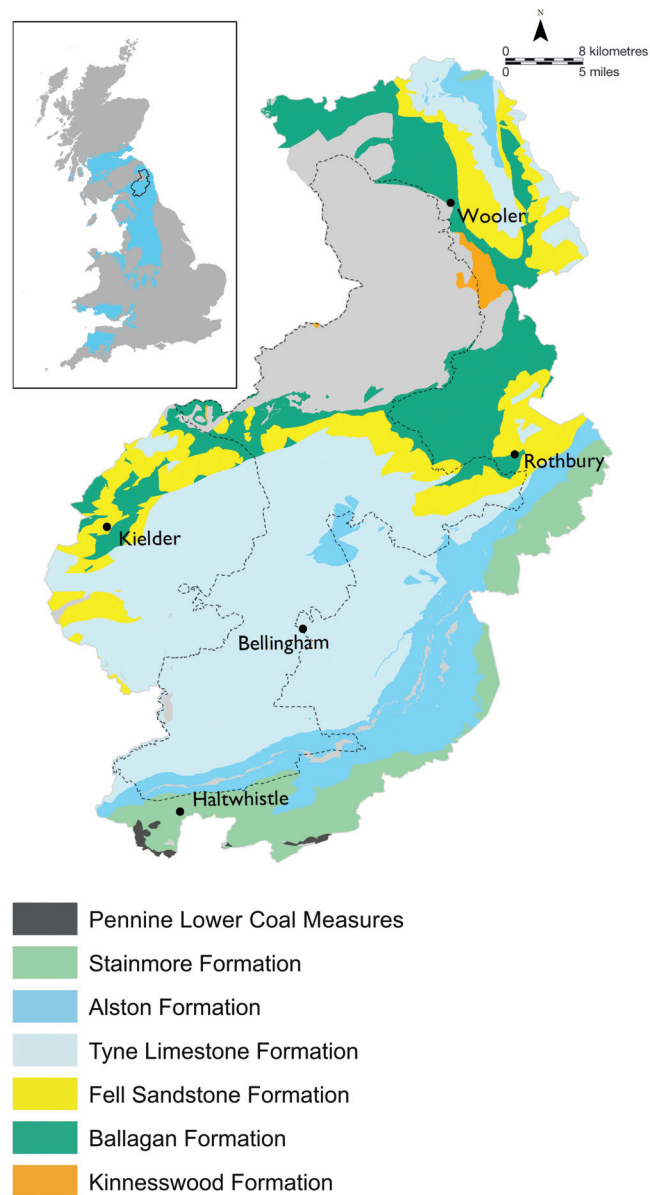 N
0 8 kilometres
0 5 miles
Wooler
Rothbury
Kielder
Bellingham
Haltwhistle
Pennine Lower Coal Measures
Stainmore Formation
Alston Formation
Tyne Limestone Formation
Fell Sandstone Formation
Ballagan Formation
Kinnesswood Formation